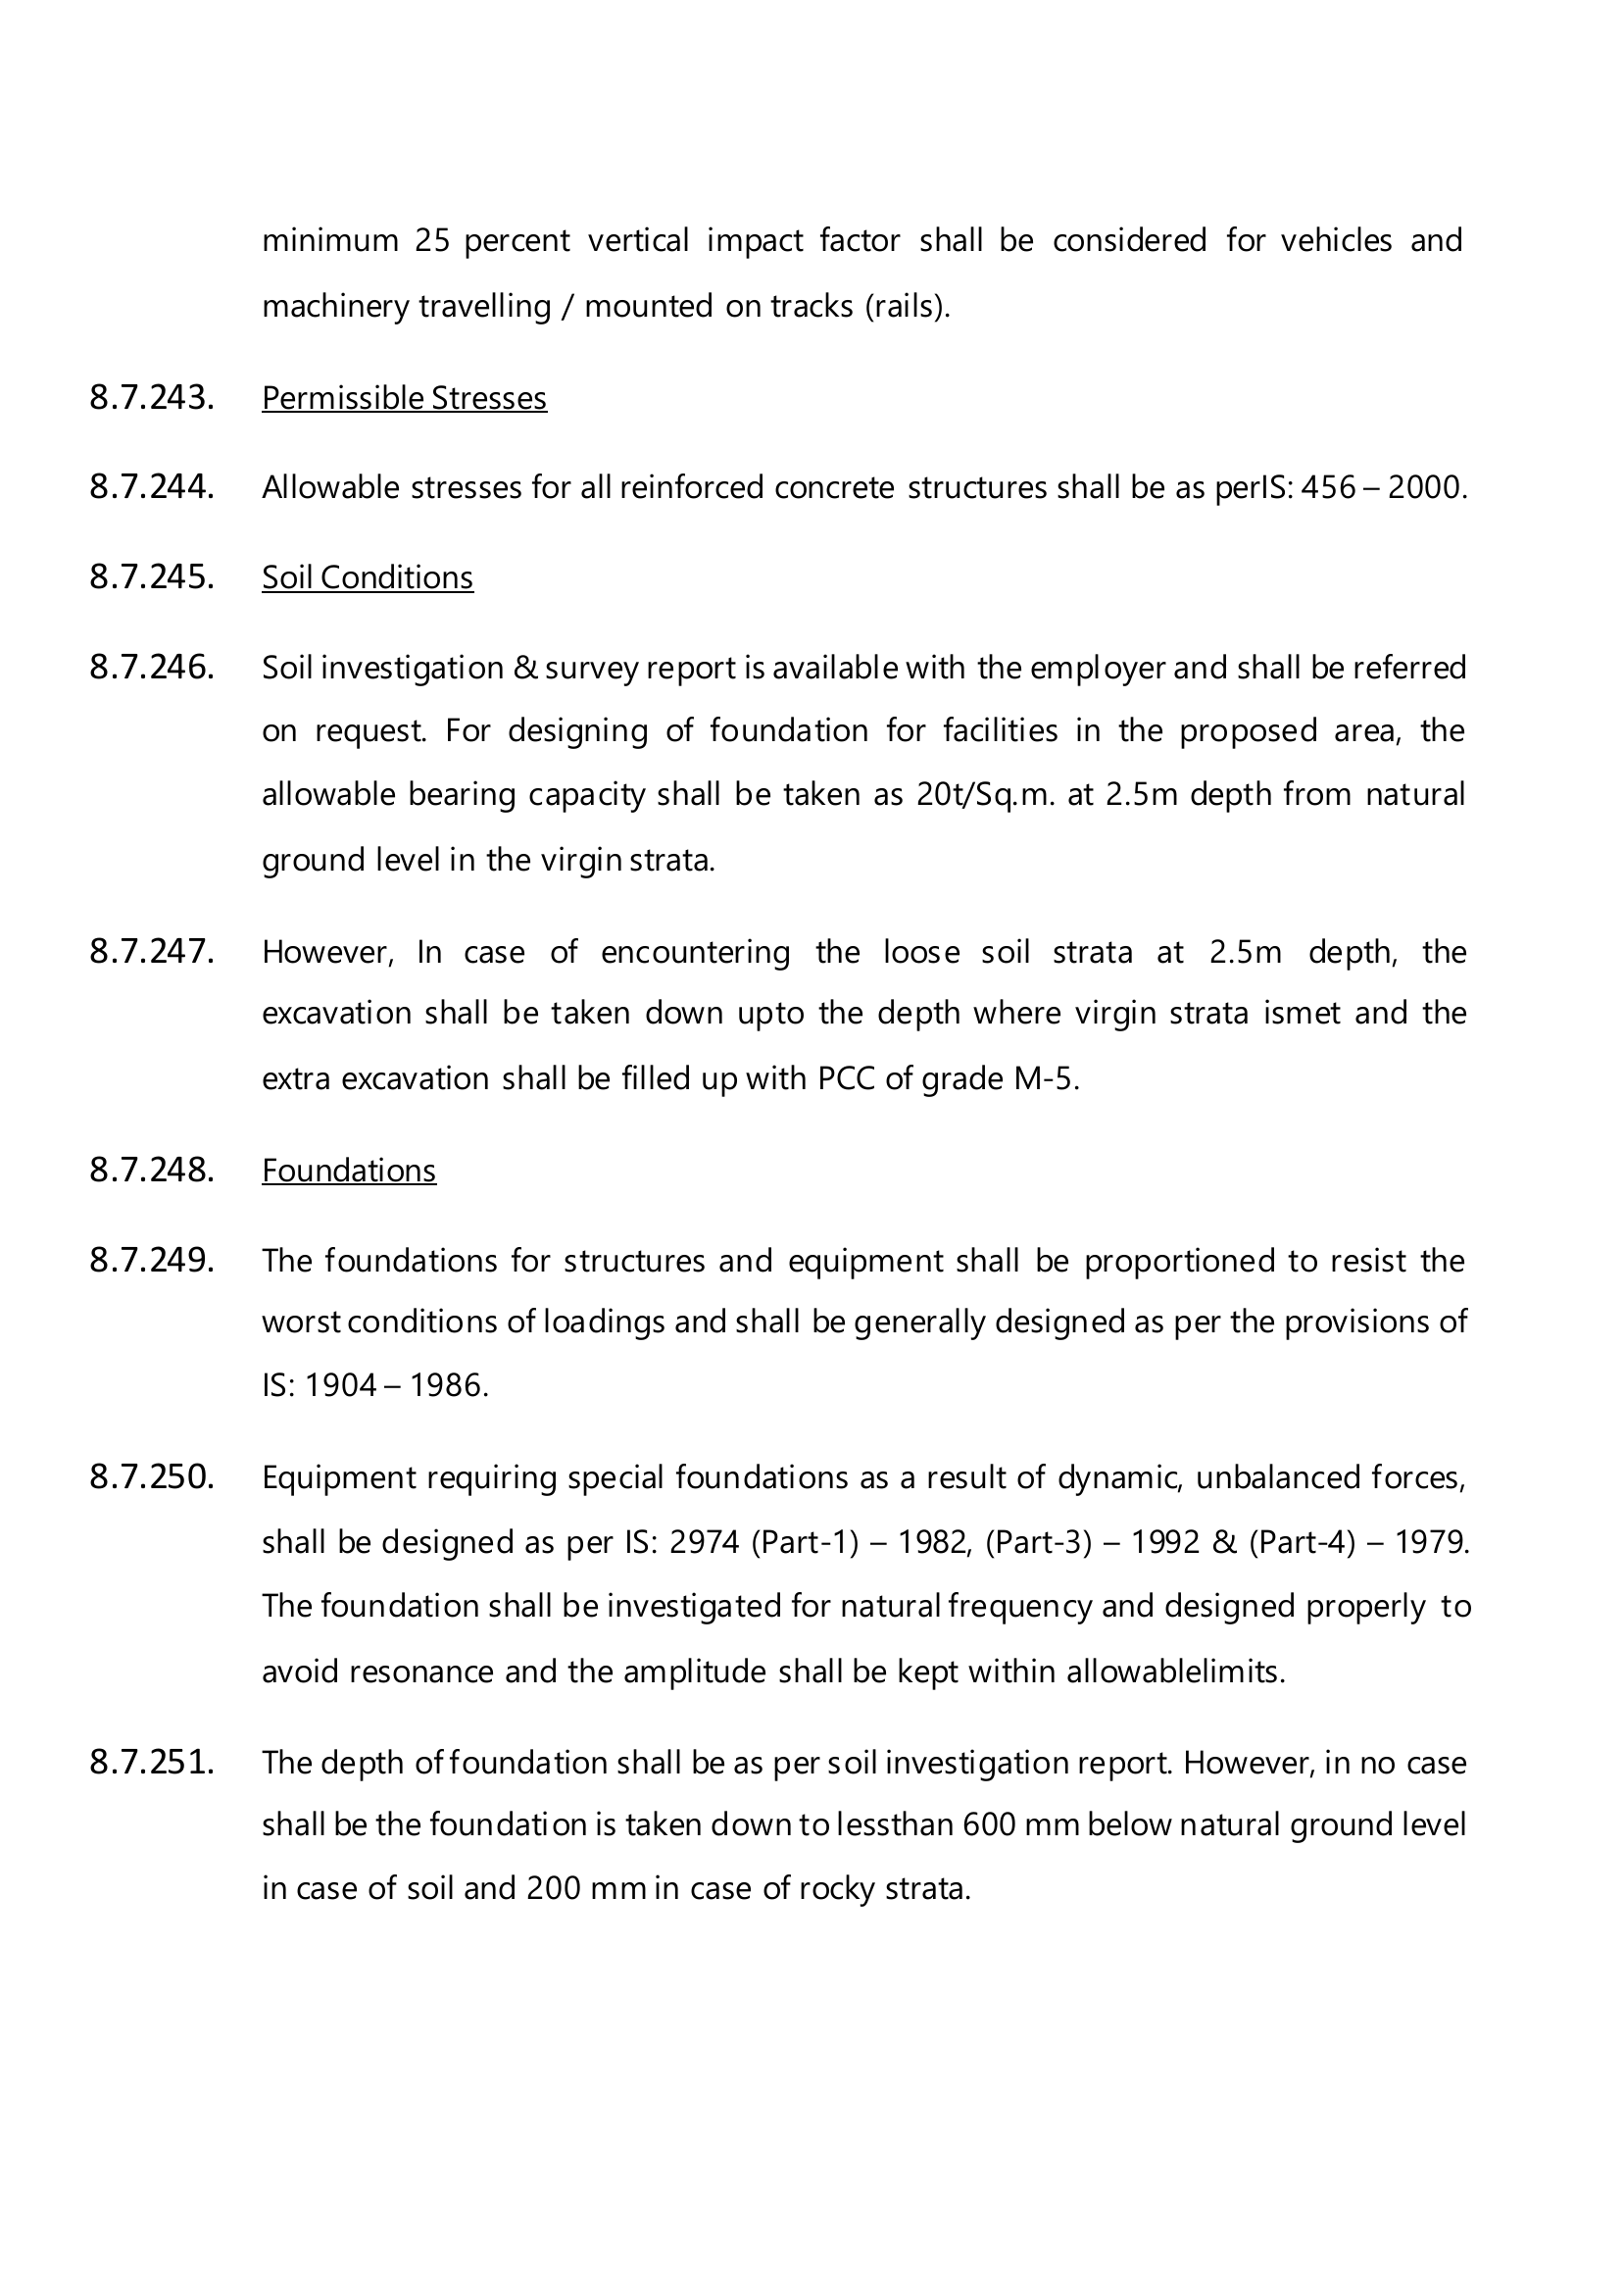 minimum 25 percent vertical impact factor shall be considered for vehicles and
machinery travelling / mounted on tracks (rails).
8.7.243. Permissible Stresses
8.7.244. Allowable stresses for all reinforced concrete structures shall be as perIS: 456 – 2000.
8.7.245. Soil Conditions
8.7.246. Soil investigation & survey report is available with the employer and shall be referred
on request. For designing of foundation for facilities in the proposed area, the
allowable bearing capacity shall be taken as 20t/Sq.m. at 2.5m depth from natural
ground level in the virgin strata.
8.7.247. However, In case of encountering the loose soil strata at 2.5m depth, the
excavation shall be taken down upto the depth where virgin strata ismet and the
extra excavation shall be filled up with PCC of grade M-5.
8.7.248. Foundations
8.7.249. The foundations for structures and equipment shall be proportioned to resist the
worst conditions of loadings and shall be generally designed as per the provisions of
IS: 1904 – 1986.
8.7.250. Equipment requiring special foundations as a result of dynamic, unbalanced forces,
shall be designed as per IS: 2974 (Part-1) – 1982, (Part-3) – 1992 & (Part-4) – 1979.
The foundation shall be investigated for natural frequency and designed properly to
avoid resonance and the amplitude shall be kept within allowablelimits.
8.7.251. The depth of foundation shall be as per soil investigation report. However, in no case
shall be the foundation is taken down to lessthan 600 mm below natural ground level
in case of soil and 200 mm in case of rocky strata.